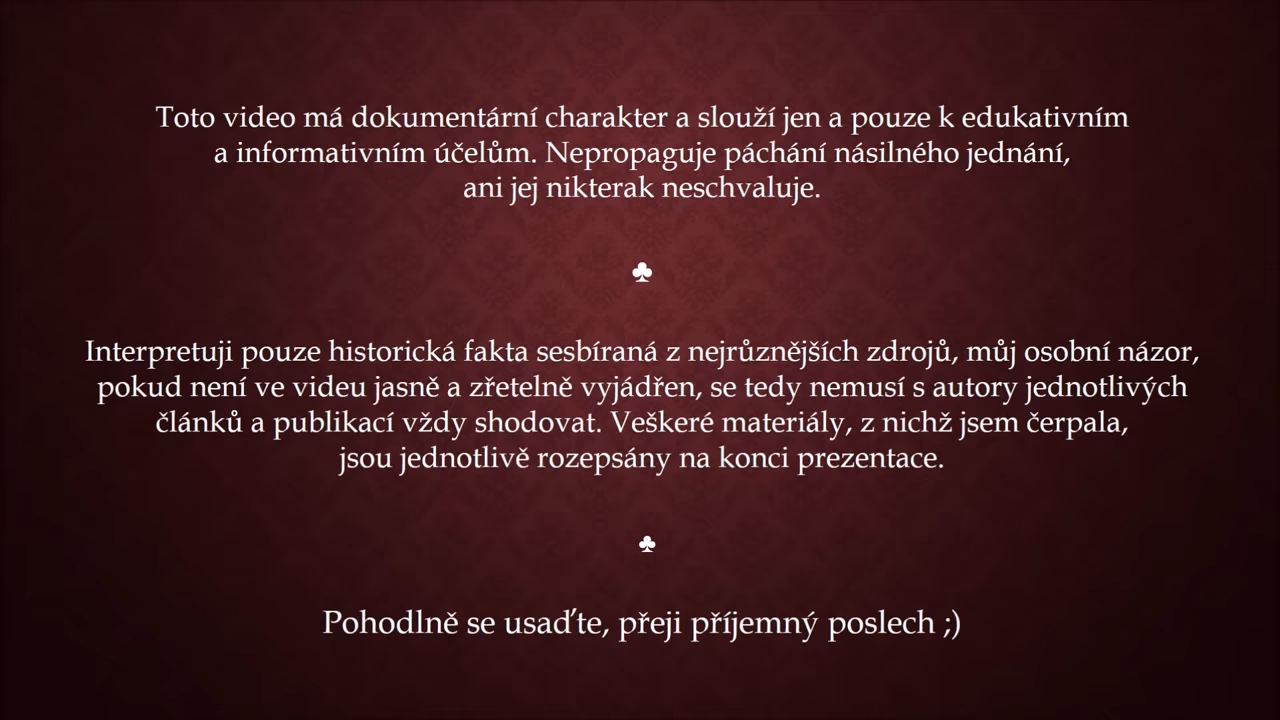 Toto video má dokumentární charakter a slouží jen a pouze k edukativním
a informativním účelům. Nepropaguje páchání násilného jednání,
ani jej nikterak neschvaluje.
♣
Interpretuji pouze historická fakta sesbíraná z nejrůznějších zdrojů, můj osobní názor,
pokud není ve videu jasně a zřetelně vyjádřen, se tedy nemusí s autory jednotlivých
článků a publikací vždy shodovat. Veškeré materiály, z nichž jsem čerpala,
jsou jednotlivě rozepsány na konci prezentace.
♣
Pohodlně se usaďte, přeji příjemný poslech ;)